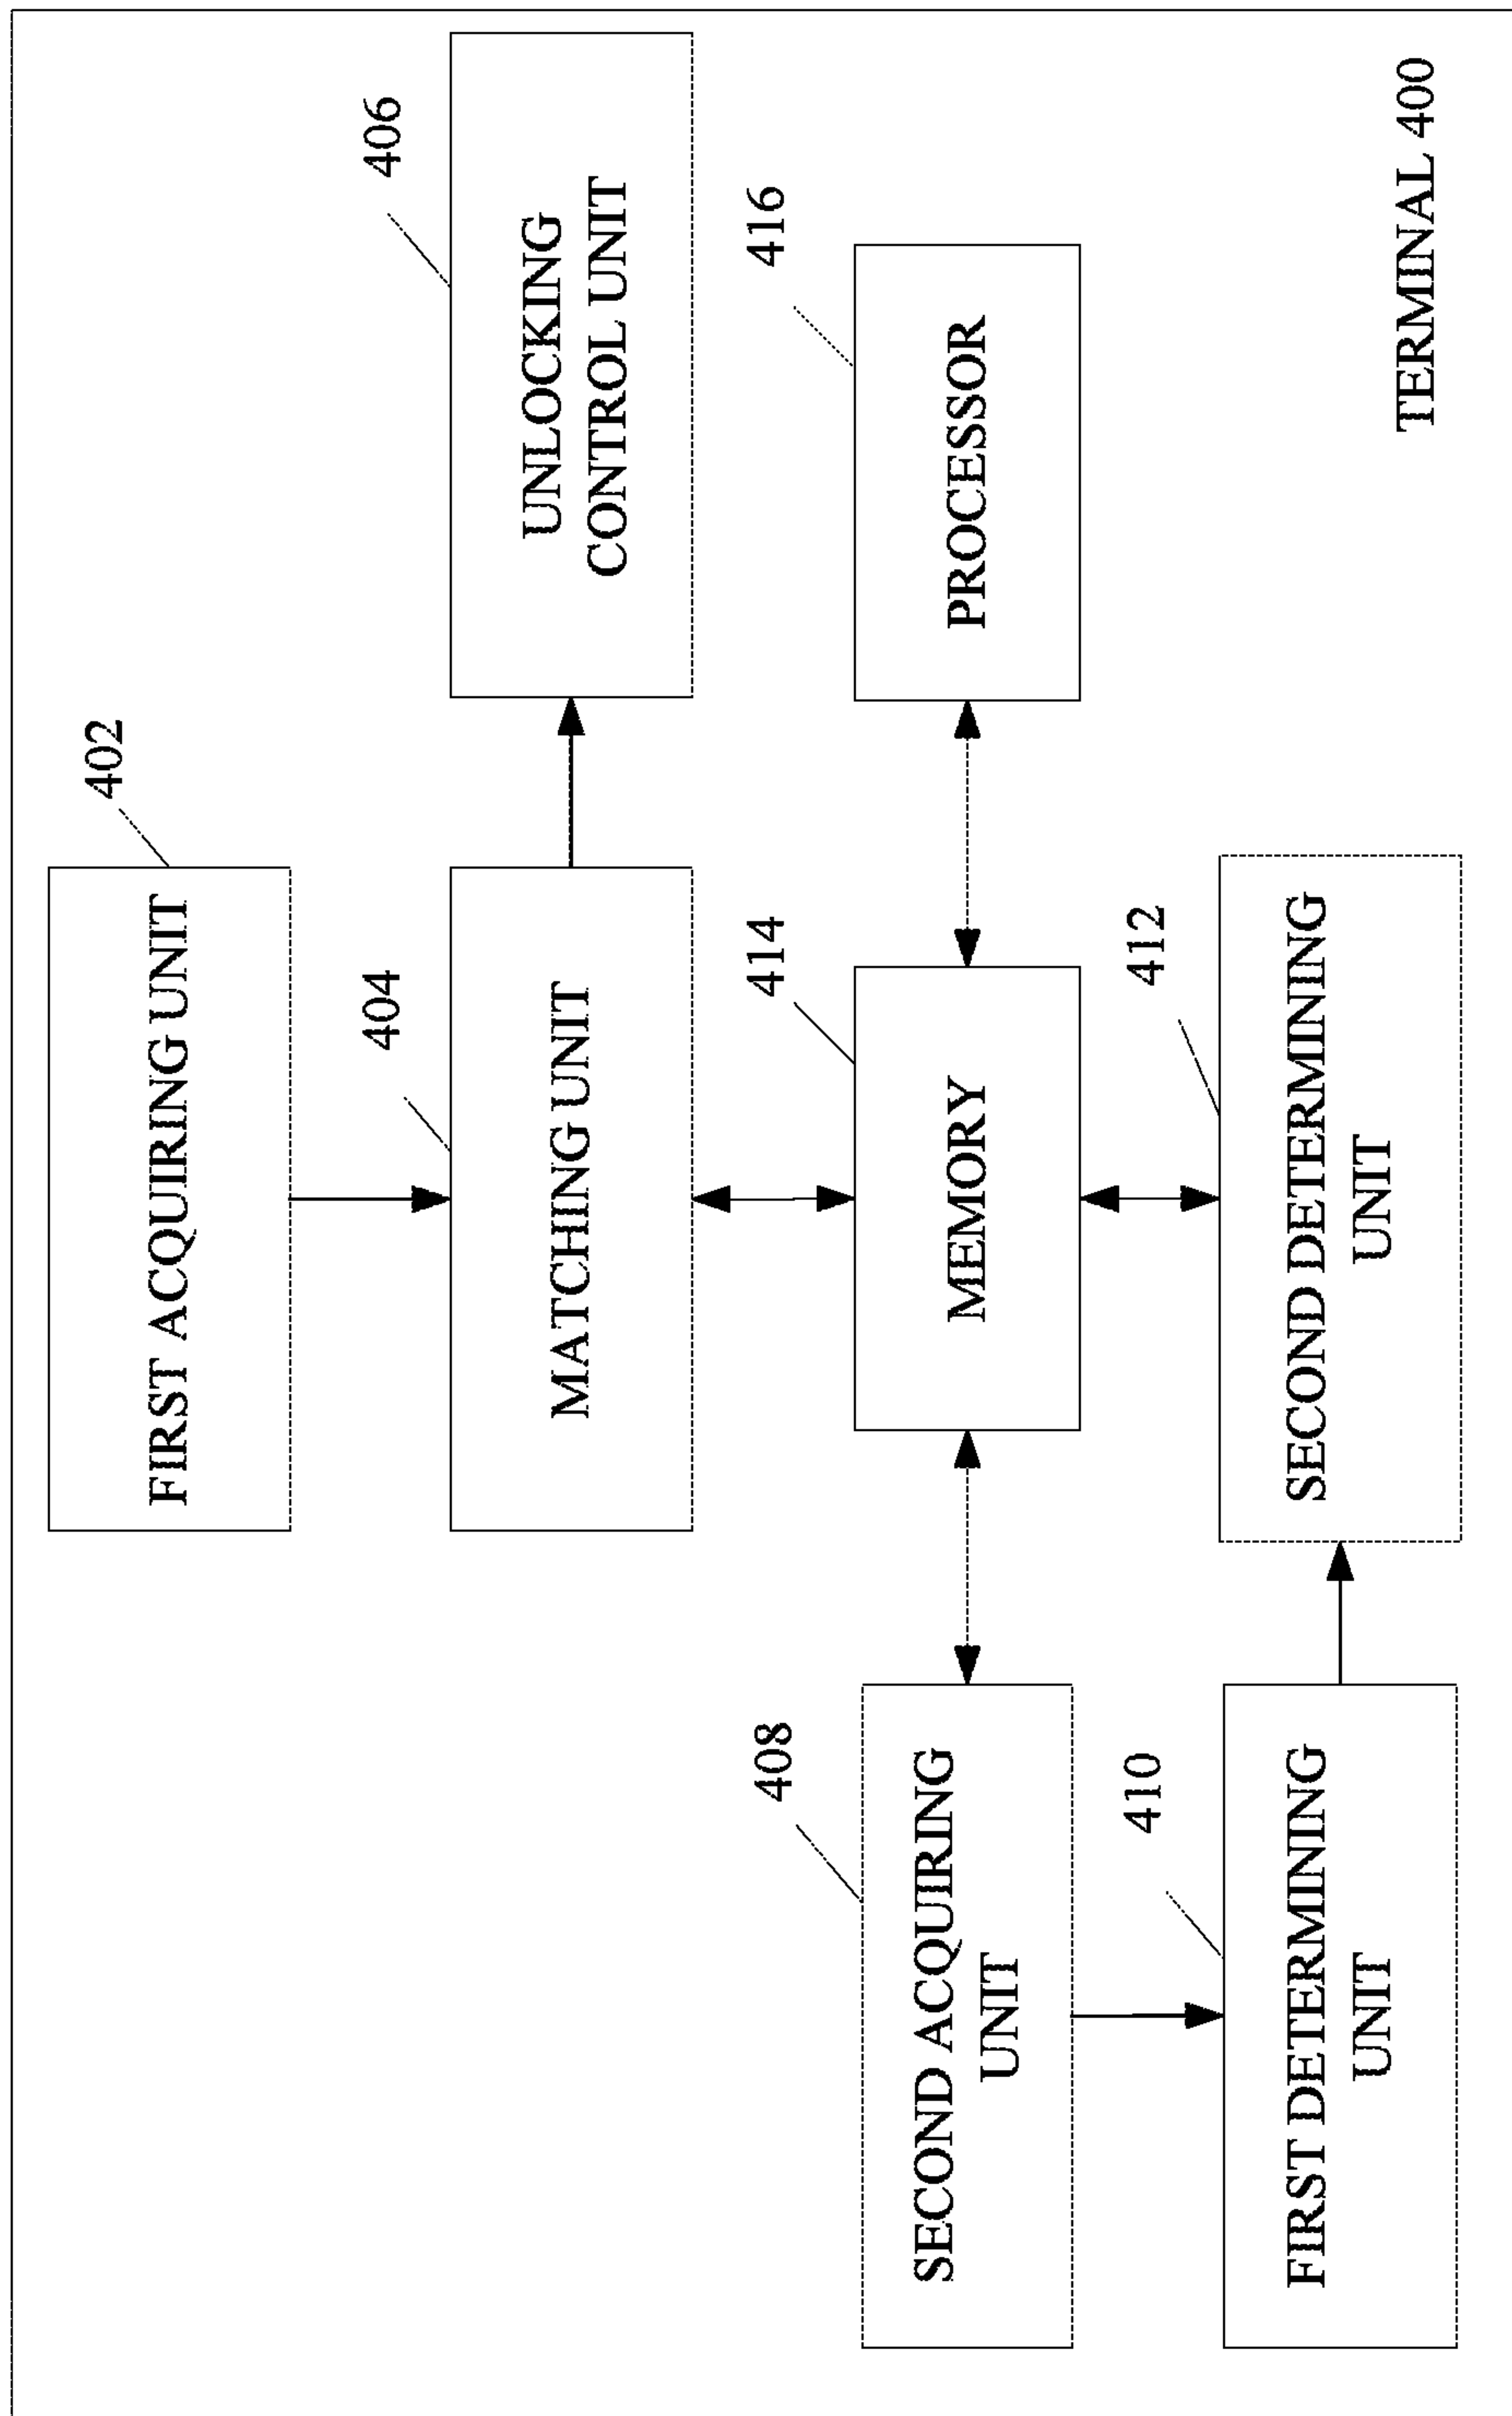 402
FIRST ACQUIRING UNIT
404
MATCHING UNIT
406
UNLOCKING
CONTROL UNIT
408
SECOND ACQUIRING
UNIT
414
MEMORY
416
PROCESSOR
410
FIRST DETERMINING
UNIT
412
SECOND DETERMINING
UNIT
TERMINAL 400